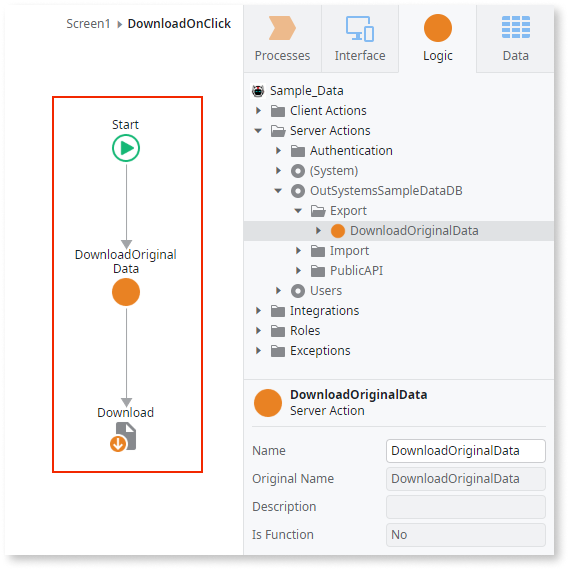 Screen1 ▸ DownloadOnClick
Start
DownloadOriginal
Data
Download
Processes
Interface
Logic
Data
Sample_Data
Client Actions
Server Actions
Authentication
(System)
OutSystemsSampleDataDB
Export
DownloadOriginalData
Import
PublicAPI
Users
Integrations
Roles
Exceptions
DownloadOriginalData
Server Action
Name DownloadOriginalData
Original Name DownloadOriginalData
Description
Is Function No